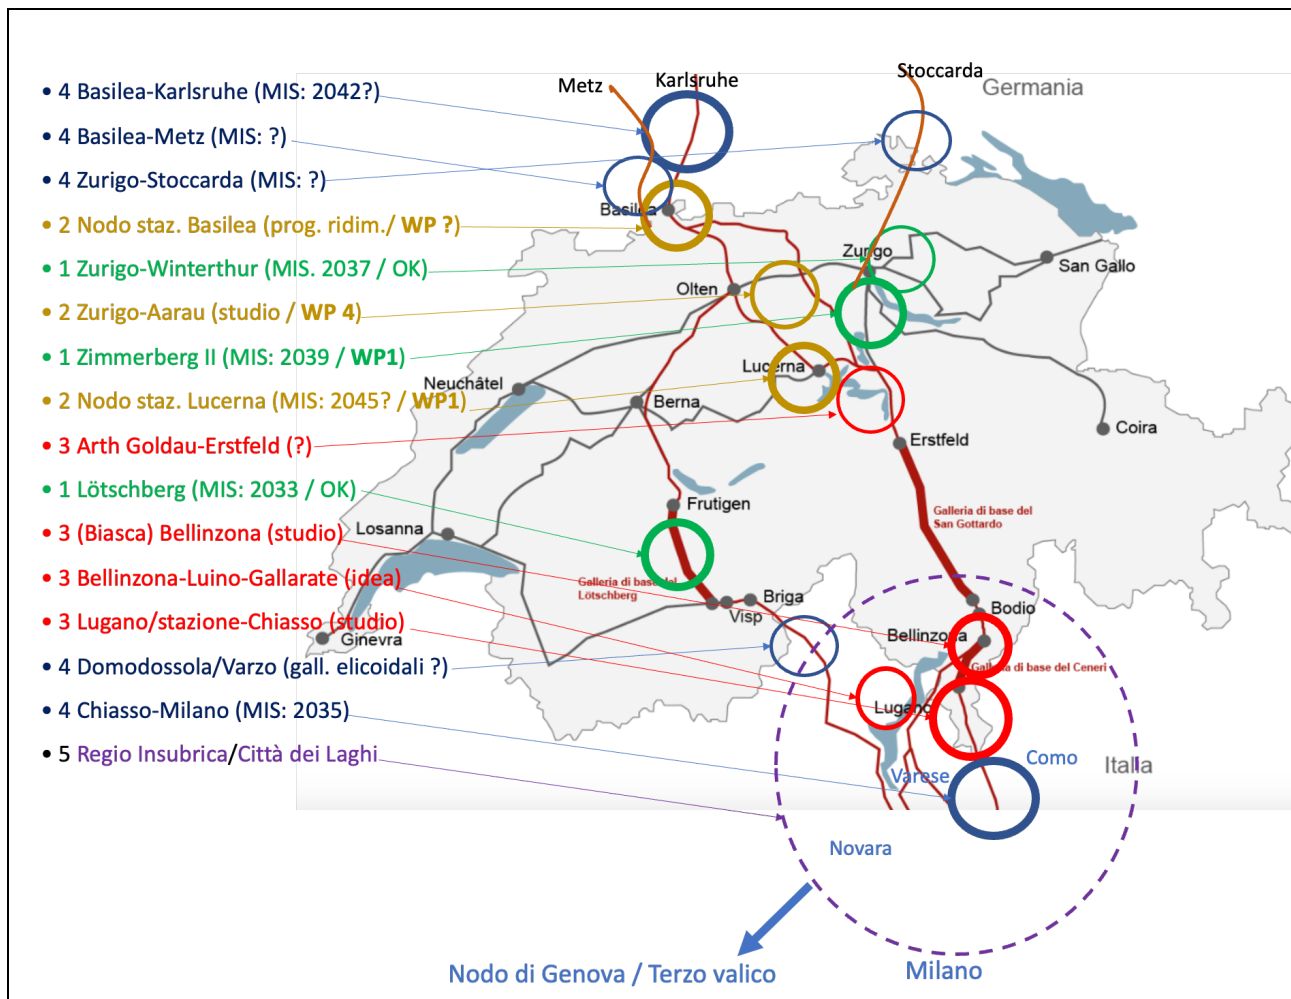 • 4 Basilea-Karlsruhe (MIS: 2042?)
• 4 Basilea-Metz (MIS: ?)
• 4 Zurigo-Stoccarda (MIS: ?)
• 2 Nodo staz. Basilea (prog. ridim./ WP ?)
• 1 Zurigo-Winterthur (MIS. 2037 / OK)
• 2 Zurigo-Aarau (studio / WP 4)
• 1 Zimmerberg II (MIS: 2039 / WP1)
• 2 Nodo staz. Lucerna (MIS: 2045? / WP1)
• 3 Arth Goldau-Erstfeld (?)
• 1 Lötschberg (MIS: 2033 / OK)
• 3 (Biasca) Bellinzona (studio)
• 3 Bellinzona-Luino-Gallarate (idea)
• 3 Lugano/stazione-Chiasso (studio)
• 4 Domodossola/Varzo (gall. elicoidali ?)
• 4 Chiasso-Milano (MIS: 2035)
• 5 Regio Insubrica/Città dei Laghi
Metz
Karlsruhe
Stoccarda
Germania
Basilea
Zurigo
San Gallo
Olten
Lucerna
Neuchâtel
Berna
Coira
Erstfeld
Frutigen
Galleria di base del
San Gottardo
Losanna
Galleria di base del
Lötschberg
Briga
Visp
Bodio
Ginevra
Bellinzona
Galleria di base del Ceneri
Lugano
Como
Italia
Varese
Novara
Milano
Nodo di Genova / Terzo valico